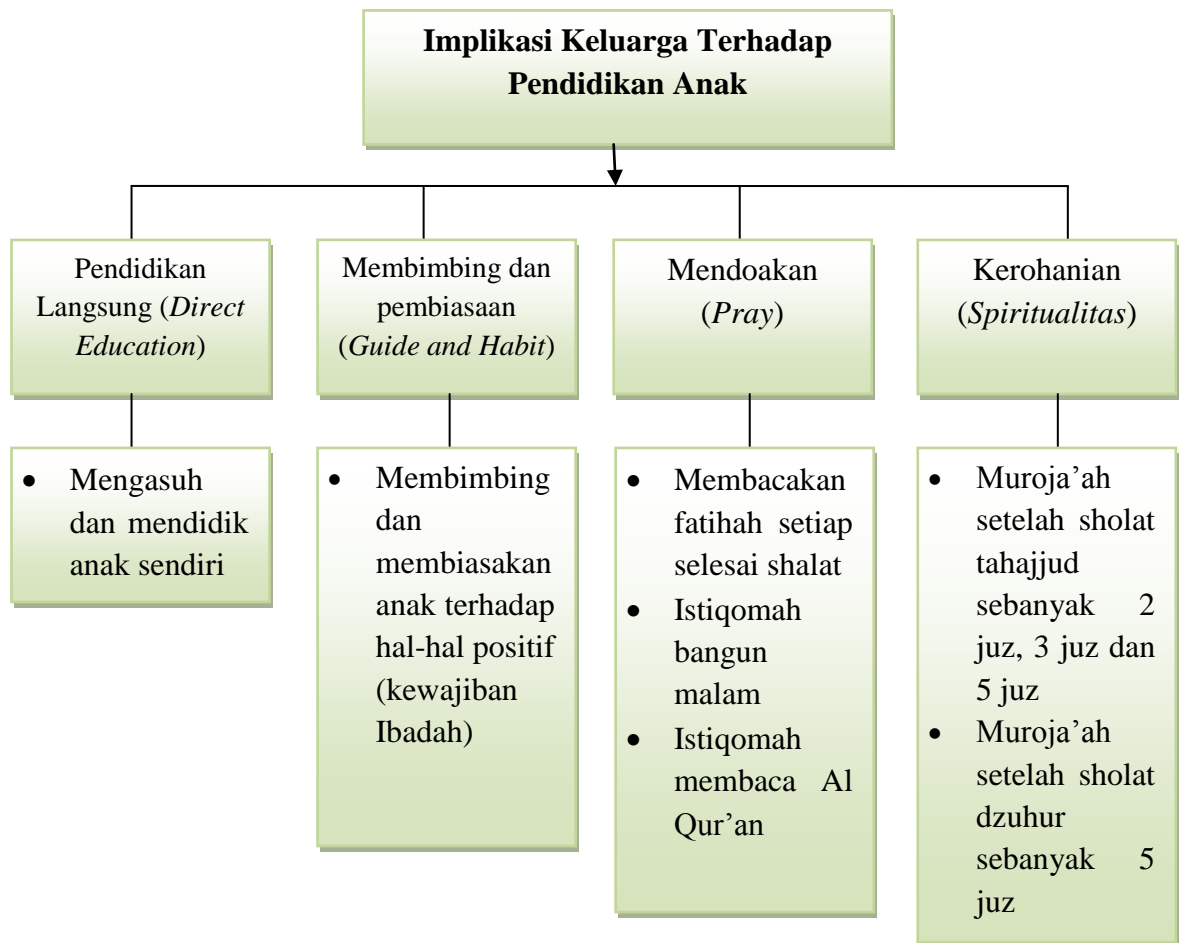 Implikasi Keluarga Terhadap
Pendidikan Anak
Pendidikan
Langsung (Direct
Education)
Membimbing dan
pembiasaan
(Guide and Habit)
Mendoakan
(Pray)
Kerohanian
(Spiritualitas)
• Mengasuh
dan mendidik
anak sendiri
• Membimbing
dan
membiasakan
anak terhadap
hal-hal positif
(kewajiban
Ibadah)
• Membacakan
fatihah setiap
selesai shalat
• Istiqomah
bangun
malam
• Istiqomah
membaca Al
Qur’an
• Muroja’ah
setelah sholat
tahajjud
sebanyak 2
juz, 3 juz dan
5 juz
• Muroja’ah
setelah sholat
dzuhur
sebanyak 5
juz